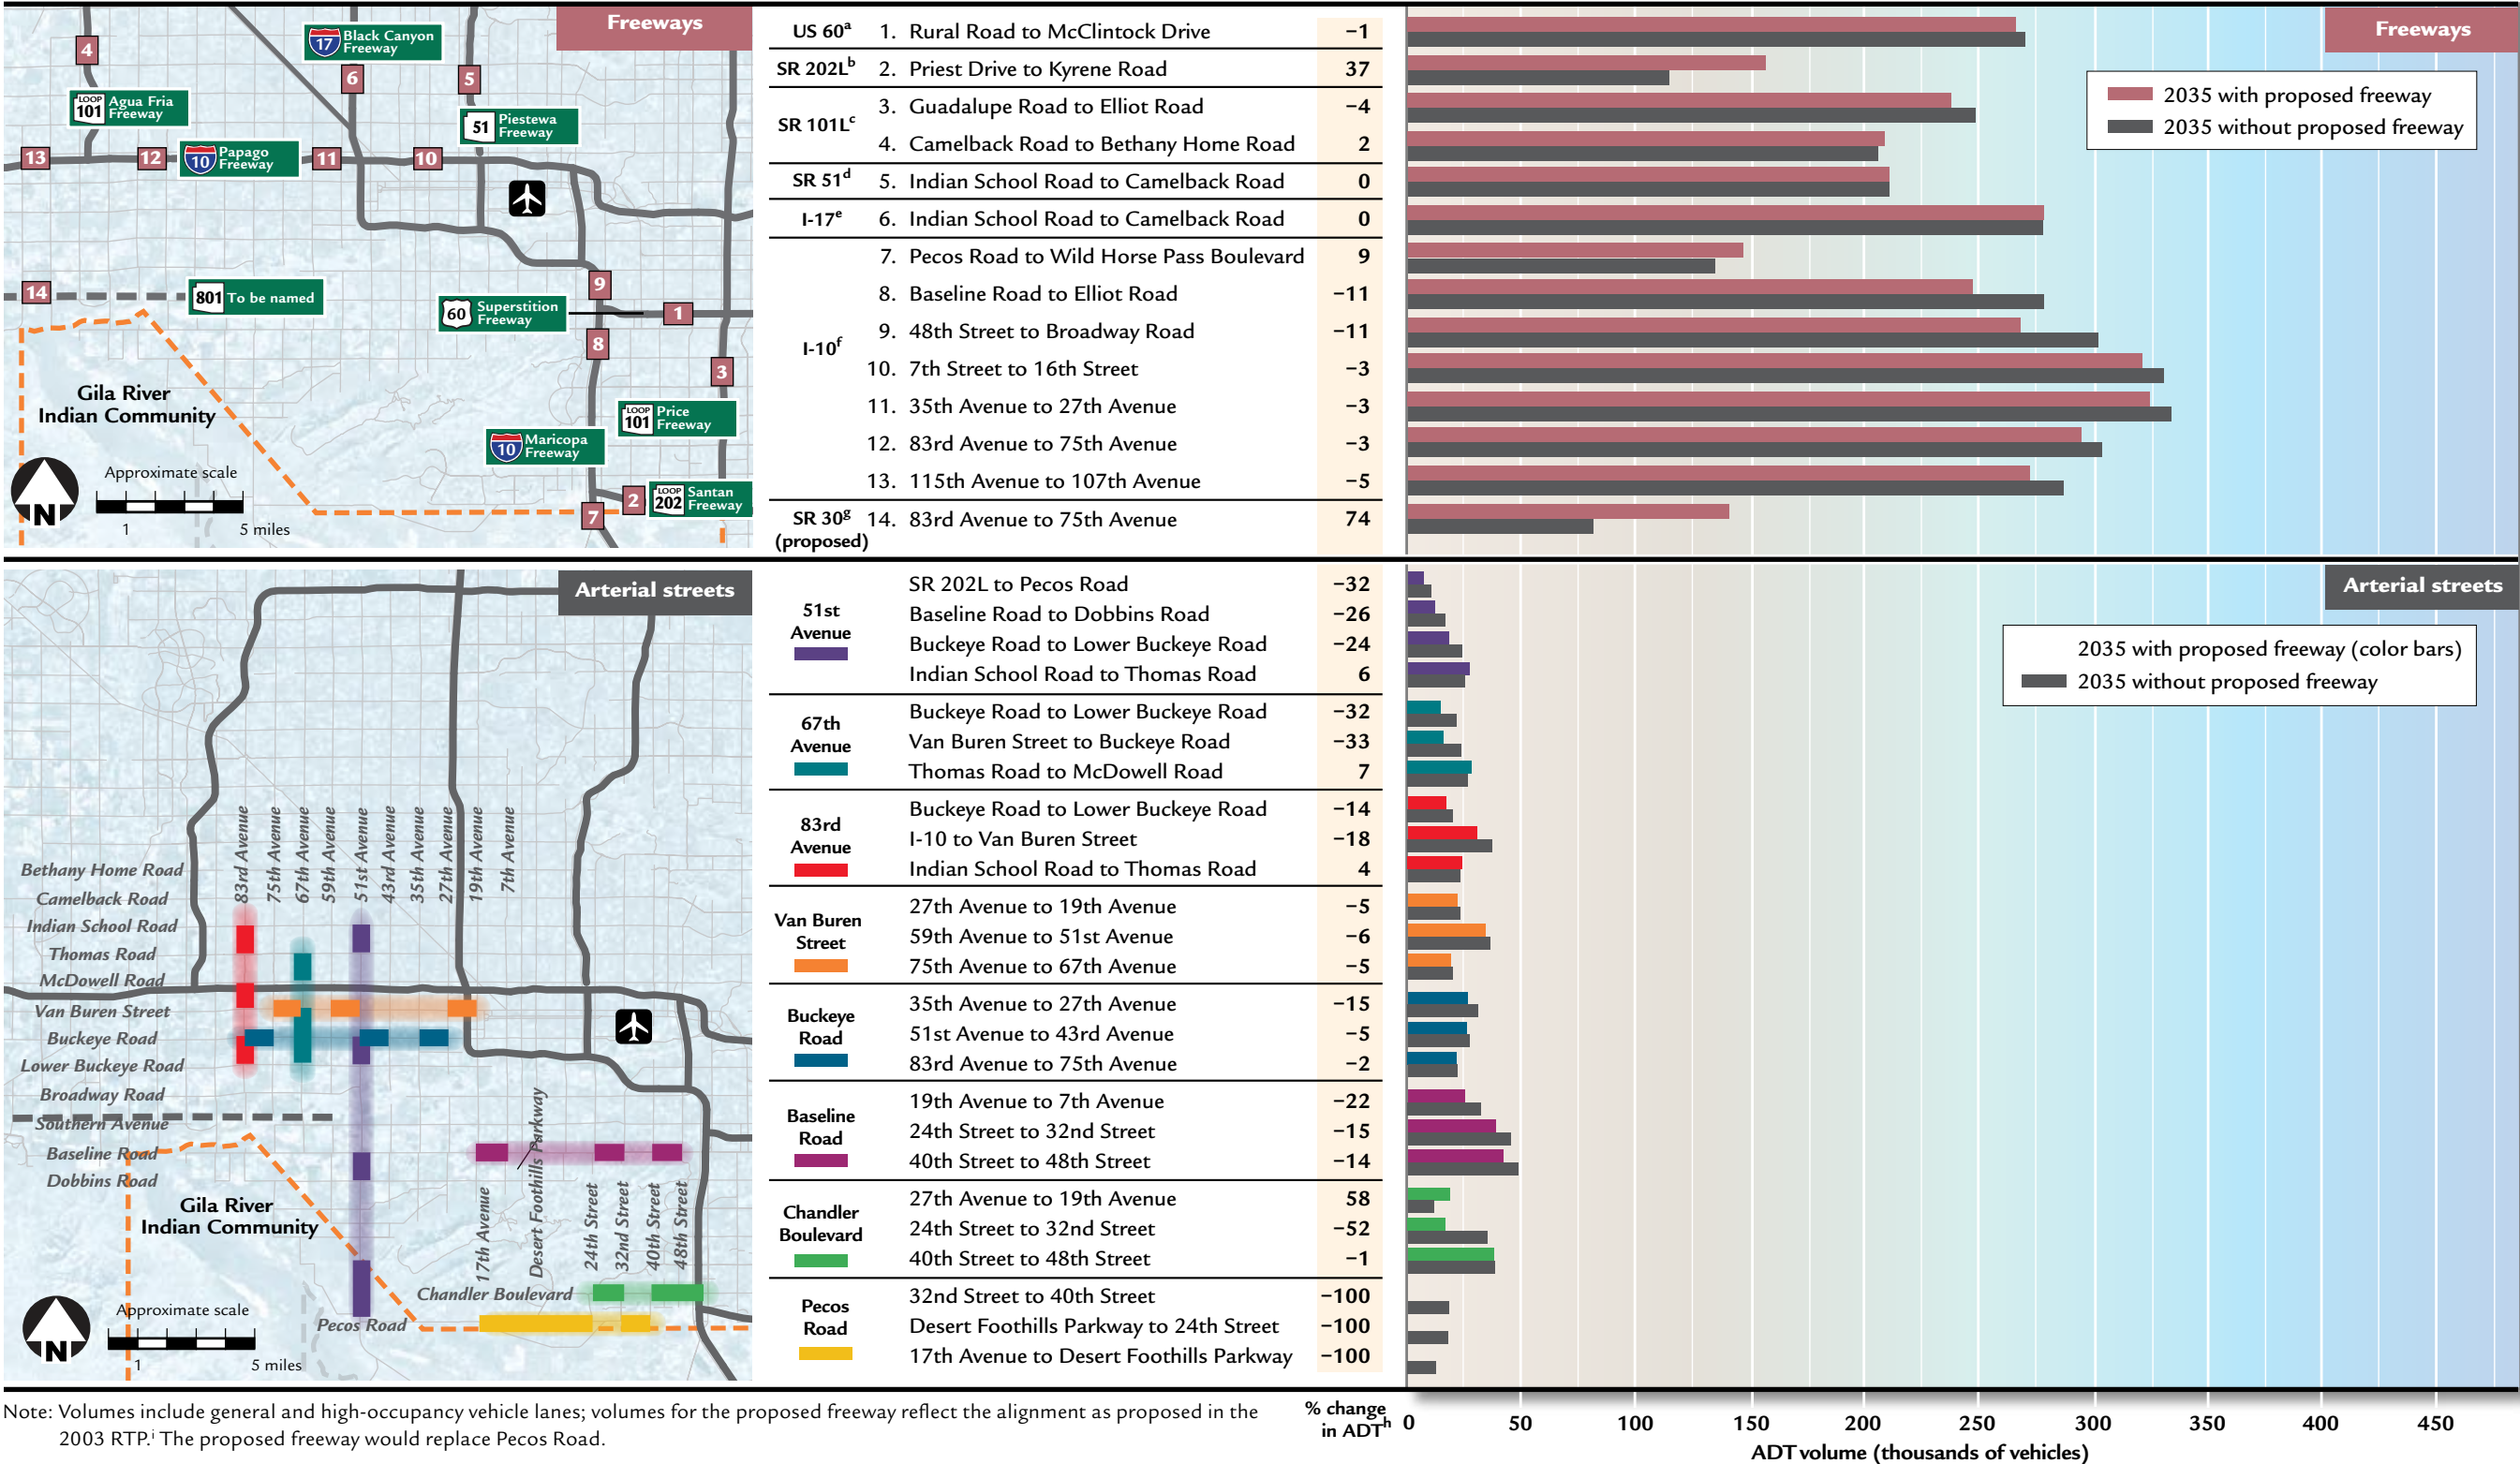 Freeways
4
17 Black Canyon
Freeway
6
5
LOOP
101
Agua Fria
Freeway
51
Piestewa
Freeway
13
12
10
Papago
Freeway
11
10
14
801 To be named
9
60
Superstition
Freeway
1
8
3
Gila River
Indian Community
LOOP
101
Price
Freeway
10
Maricopa
Freeway
Approximate scale
N
1 5 miles
2
LOOP
202
Santan
Freeway
7
US 60a 1. Rural Road to McClintock Drive −1
SR 202Lb 2. Priest Drive to Kyrene Road 37
SR 101Lc
3. Guadalupe Road to Elliot Road −4
4. Camelback Road to Bethany Home Road 2
SR 51d 5. Indian School Road to Camelback Road 0
I-17e 6. Indian School Road to Camelback Road 0
I-10f
7. Pecos Road to Wild Horse Pass Boulevard 9
8. Baseline Road to Elliot Road −11
9. 48th Street to Broadway Road −11
10. 7th Street to 16th Street −3
11. 35th Avenue to 27th Avenue −3
12. 83rd Avenue to 75th Avenue −3
13. 115th Avenue to 107th Avenue −5
SR 30g 14. 83rd Avenue to 75th Avenue 74
(proposed)
Freeways
2035 with proposed freeway
2035 without proposed freeway
Arterial streets
83rd Avenue
75th Avenue
67th Avenue
59th Avenue
51st Avenue
43rd Avenue
35th Avenue
27th Avenue
19th Avenue
7th Avenue
Bethany Home Road
Camelback Road
Indian School Road
Thomas Road
McDowell Road
Van Buren Street
Buckeye Road
Lower Buckeye Road
Broadway Road
Southern Avenue
Baseline Road
Dobbins Road
Gila River
Indian Community
17th Avenue
Desert Foothills Parkway
24th Street
32nd Street
40th Street
48th Street
Chandler Boulevard
Pecos Road
Approximate scale
N
1 5 miles
51st
Avenue
SR 202L to Pecos Road −32
Baseline Road to Dobbins Road −26
Buckeye Road to Lower Buckeye Road −24
Indian School Road to Thomas Road 6
67th
Avenue
Buckeye Road to Lower Buckeye Road −32
Van Buren Street to Buckeye Road −33
Thomas Road to McDowell Road 7
83rd
Avenue
Buckeye Road to Lower Buckeye Road −14
I-10 to Van Buren Street −18
Indian School Road to Thomas Road 4
Van Buren
Street
27th Avenue to 19th Avenue −5
59th Avenue to 51st Avenue −6
75th Avenue to 67th Avenue −5
Buckeye
Road
35th Avenue to 27th Avenue −15
51st Avenue to 43rd Avenue −5
83rd Avenue to 75th Avenue −2
Baseline
Road
19th Avenue to 7th Avenue −22
24th Street to 32nd Street −15
40th Street to 48th Street −14
Chandler
Boulevard
27th Avenue to 19th Avenue 58
24th Street to 32nd Street −52
40th Street to 48th Street −1
Pecos
Road
32nd Street to 40th Street −100
Desert Foothills Parkway to 24th Street −100
17th Avenue to Desert Foothills Parkway −100
Arterial streets
2035 with proposed freeway (color bars)
2035 without proposed freeway
% change
in ADTh
0 50 100 150 200 250 300 350 400 450
ADT volume (thousands of vehicles)
Note: Volumes include general and high-occupancy vehicle lanes; volumes for the proposed freeway reflect the alignment as proposed in the
2003 RTP.i The proposed freeway would replace Pecos Road.